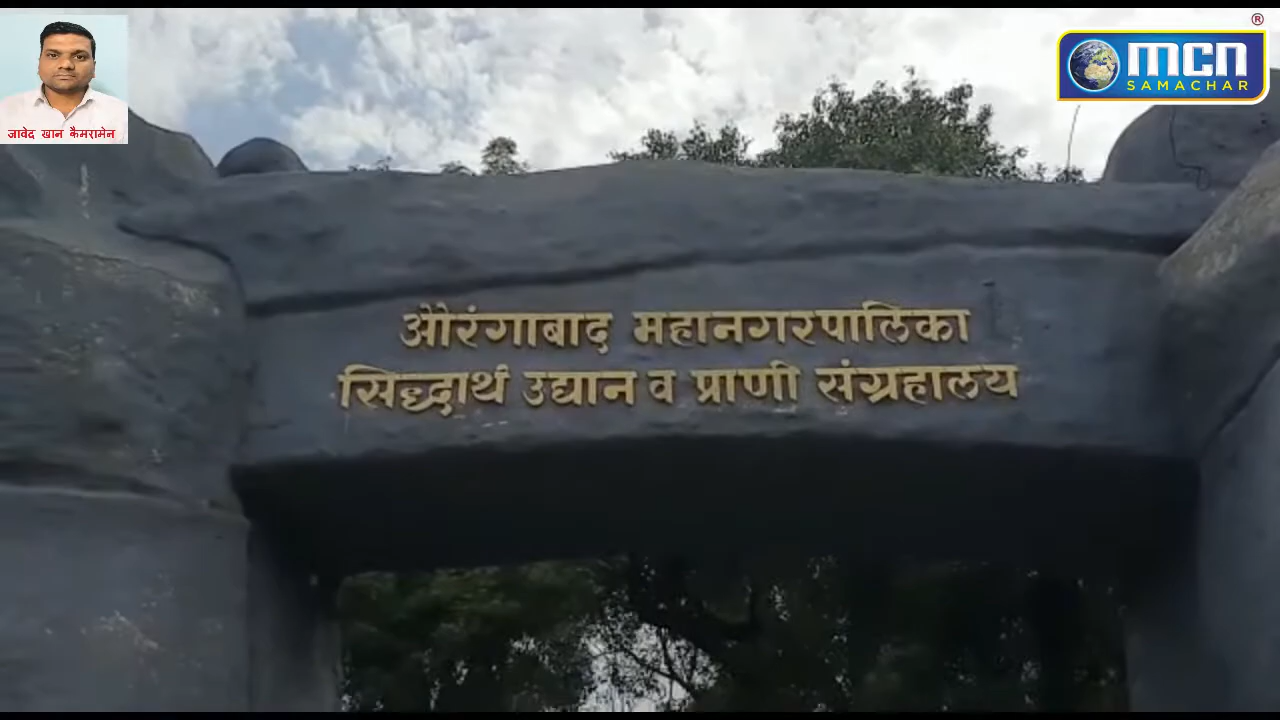 जावेद खान कैमरामेन
®
mcn
SAMACHAR
औरंगाबाद महानगरपालिका
सिद्धार्थ उद्यान व प्राणी संग्रहालय